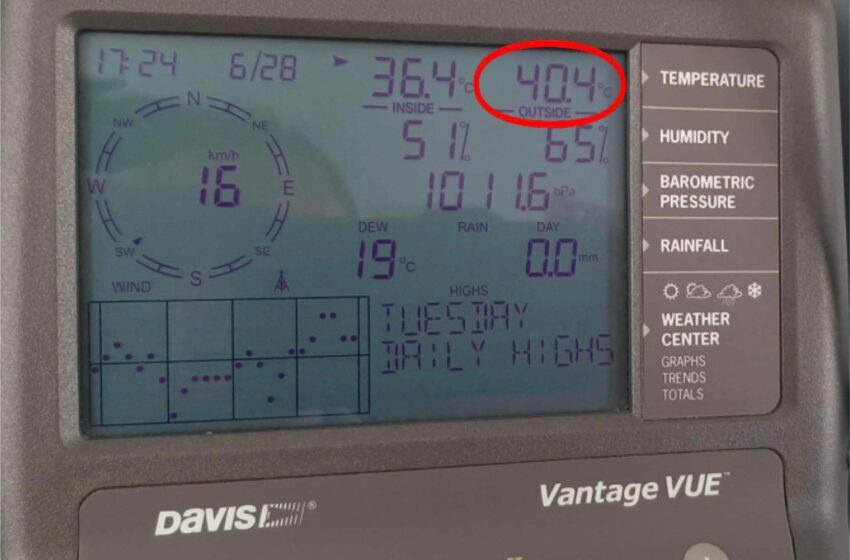 17:24 6/28 36.4°C 40.4°C
INSIDE OUTSIDE
51% 65%
N
NW NE
km/h
16
W E
1011.6 hPa
SW SE
S
WIND
DEW RAIN DAY
19°C 0.0 mm
HIGHS
TUESDAY
DAILY HIGHS
TEMPERATURE
HUMIDITY
BAROMETRIC
PRESSURE
RAINFALL
WEATHER
CENTER
GRAPHS
TRENDS
TOTALS
DAVIS®
Vantage VUE™